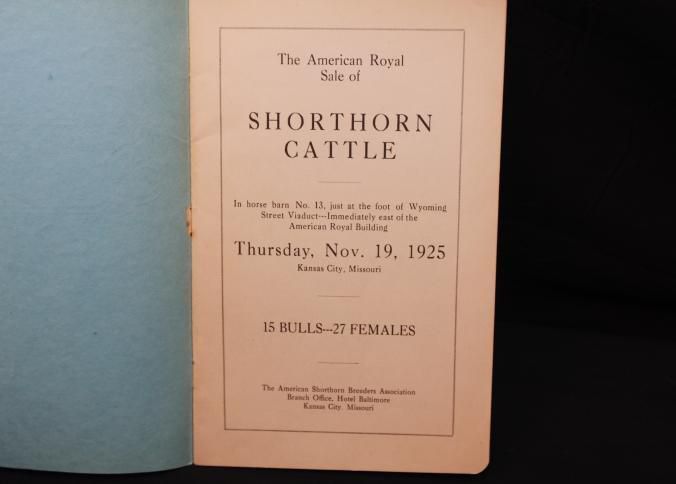 The American Royal
Sale of
SHORTHORN
CATTLE
In horse barn No. 13, just at the foot of Wyoming
Street Viaduct---Immediately east of the
American Royal Building
Thursday, Nov. 19, 1925
Kansas City, Missouri
15 BULLS---27 FEMALES
The American Shorthorn Breeders Association
Branch Office, Hotel Baltimore
Kansas City, Missouri